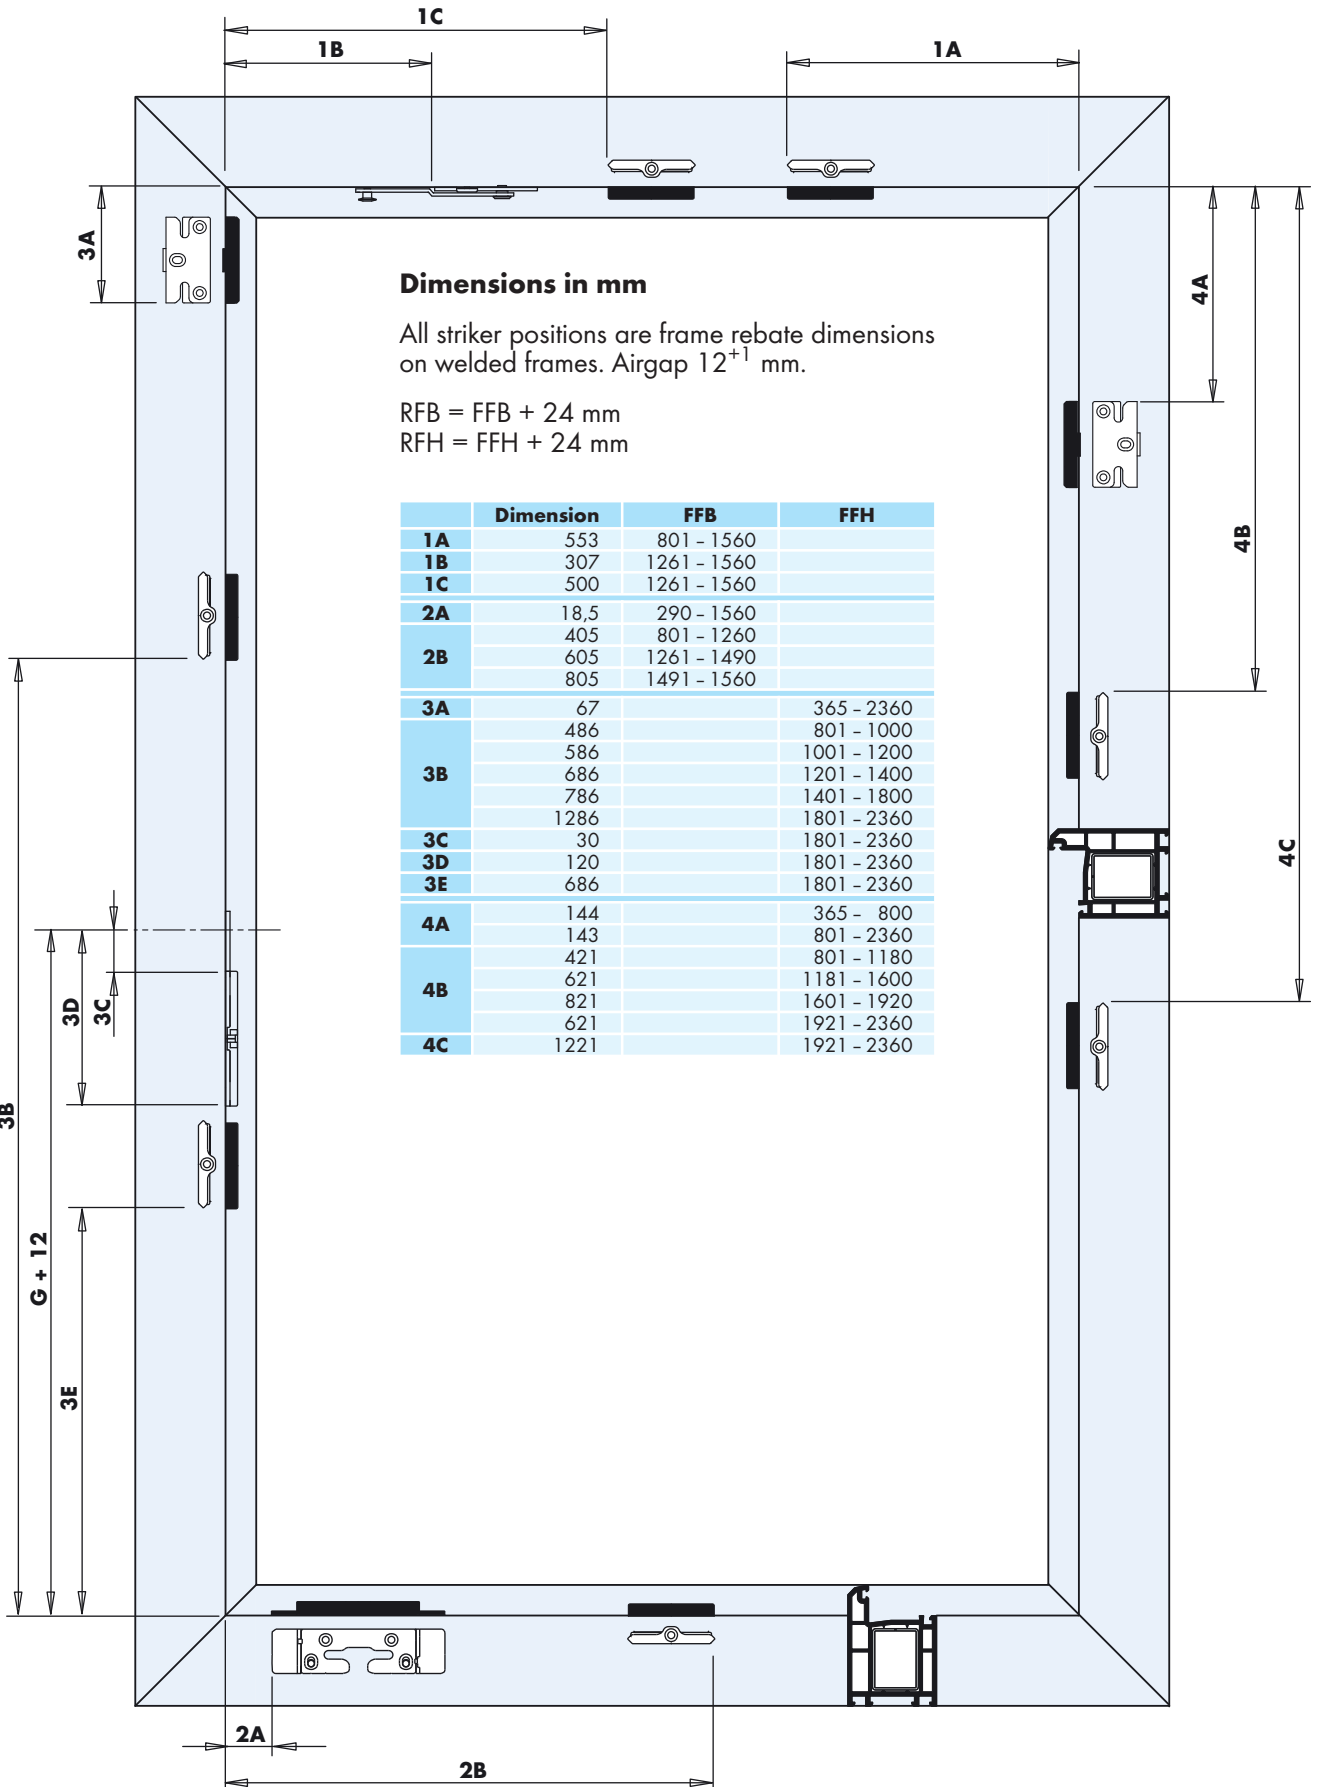 1C
1B
1A
3A
4A
Dimensions in mm
All striker positions are frame rebate dimensions
on welded frames. Airgap 12+1 mm.
RFB = FFB + 24 mm
RFH = FFH + 24 mm
Dimension FFB FFH
1A 553 801 – 1560
1B 307 1261 – 1560
1C 500 1261 – 1560
2A 18,5 290 – 1560
2B
405 801 – 1260
605 1261 – 1490
805 1491 – 1560
3A 67 365 – 2360
3B
486 801 – 1000
586 1001 – 1200
686 1201 – 1400
786 1401 – 1800
1286 1801 – 2360
3C 30 1801 – 2360
3D 120 1801 – 2360
3E 686 1801 – 2360
4A
144 365 – 800
143 801 – 2360
4B
421 801 – 1180
621 1181 – 1600
821 1601 – 1920
621 1921 – 2360
4C 1221 1921 – 2360
4B
4C
3D
3C
3B
G + 12
3E
2A
2B